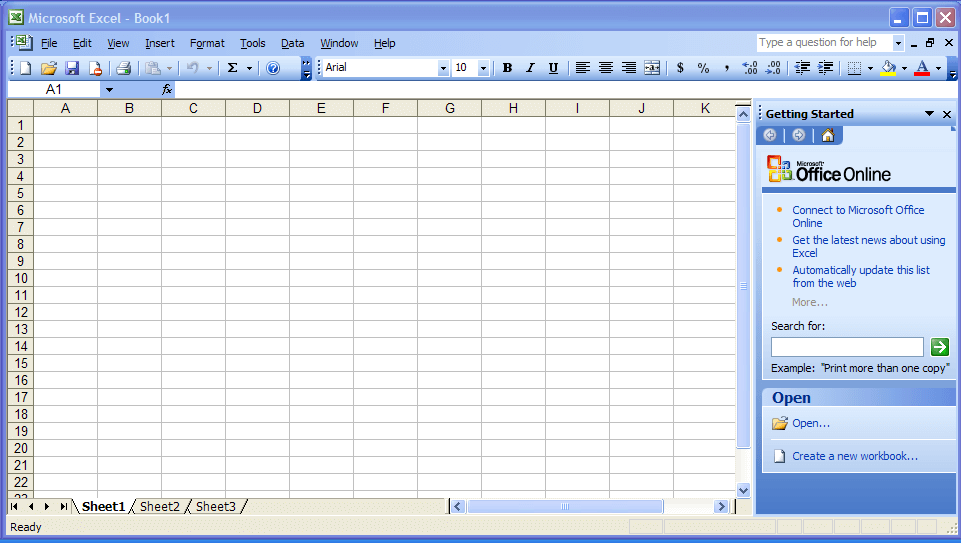 Microsoft Excel - Book1
File Edit View Insert Format Tools Data Window Help Type a question for help
Arial 10 B I U $ % ,
A1 fx
A B C D E F G H I J K
1
2
3
4
5
6
7
8
9
10
11
12
13
14
15
16
17
18
19
20
21
22
23
Getting Started
Microsoft
Office Online
Connect to Microsoft Office
Online
Get the latest news about using
Excel
Automatically update this list
from the web
More...
Search for:
Example: "Print more than one copy"
Open
Open...
Create a new workbook...
Sheet1 Sheet2 Sheet3
Ready